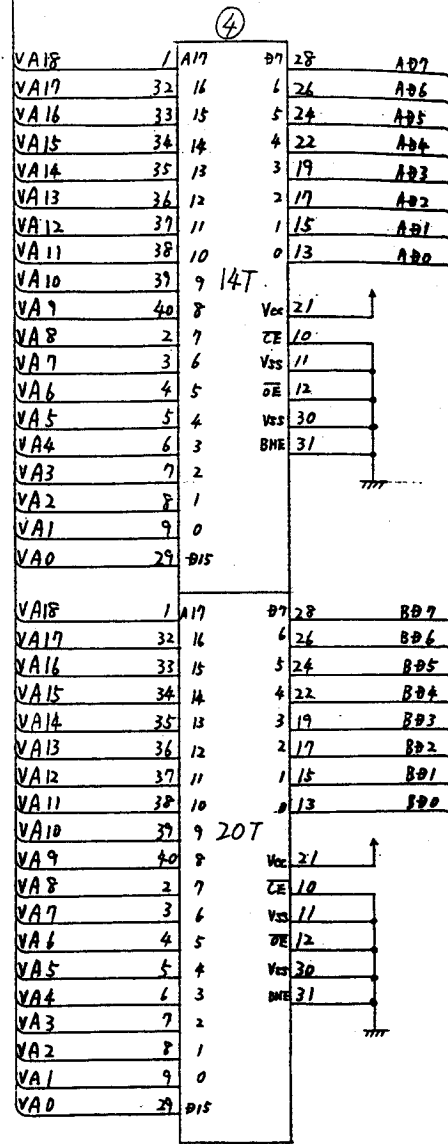 ④
VA18 1 A17 D7 28 AD7
VA17 32 16 6 26 AD6
VA16 33 15 5 24 AD5
VA15 34 14 4 22 AD4
VA14 35 13 3 19 AD3
VA13 36 12 2 17 AD2
VA12 37 11 1 15 AD1
VA11 38 10 0 13 AD0
VA10 39 9 14T
VA9 40 8 Vcc 21
VA8 2 7 C̅E̅ 10
VA7 3 6 Vss 11
VA6 4 5 O̅E̅ 12
VA5 5 4 Vss 30
VA4 6 3 BHE 31
VA3 7 2
VA2 8 1
VA1 9 0
VA0 29 D15
VA18 1 A17 D7 28 BD7
VA17 32 16 6 26 BD6
VA16 33 15 5 24 BD5
VA15 34 14 4 22 BD4
VA14 35 13 3 19 BD3
VA13 36 12 2 17 BD2
VA12 37 11 1 15 BD1
VA11 38 10 0 13 BD0
VA10 39 9 20T
VA9 40 8 Vcc 21
VA8 2 7 C̅E̅ 10
VA7 3 6 Vss 11
VA6 4 5 O̅E̅ 12
VA5 5 4 Vss 30
VA4 6 3 BHE 31
VA3 7 2
VA2 8 1
VA1 9 0
VA0 29 D15